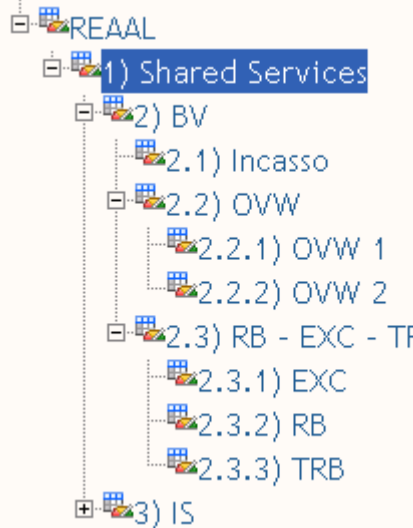 REAAL
1) Shared Services
2) BV
2.1) Incasso
2.2) OVW
2.2.1) OVW 1
2.2.2) OVW 2
2.3) RB - EXC -
2.3.1) EXC
2.3.2) RB
2.3.3) TRB
3) IS